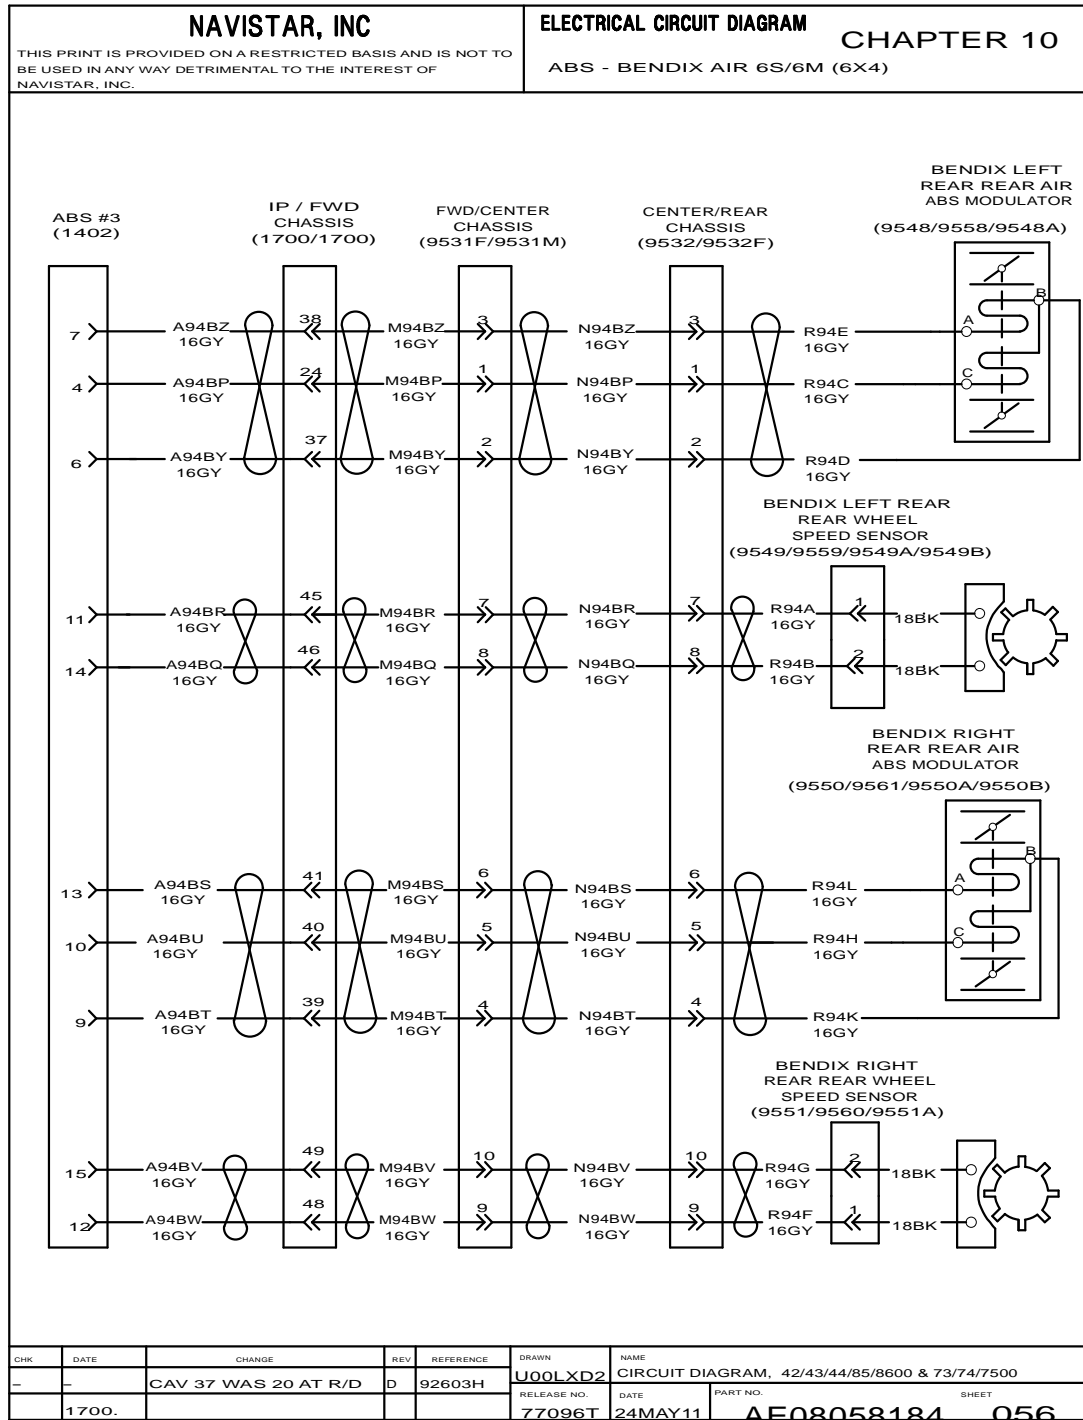 NAVISTAR, INC
THIS PRINT IS PROVIDED ON A RESTRICTED BASIS AND IS NOT TO
BE USED IN ANY WAY DETRIMENTAL TO THE INTEREST OF
NAVISTAR, INC.
ELECTRICAL CIRCUIT DIAGRAM
CHAPTER 10
ABS - BENDIX AIR 6S/6M (6X4)
BENDIX LEFT
REAR REAR AIR
ABS MODULATOR
(9548/9558/9548A)
ABS #3
(1402)
IP / FWD
CHASSIS
(1700/1700)
FWD/CENTER
CHASSIS
(9531F/9531M)
CENTER/REAR
CHASSIS
(9532/9532F)
B
7 A94BZ 38 M94BZ 3 N94BZ 3 R94E A
16GY 16GY 16GY 16GY
4 A94BP 24 M94BP 1 N94BP 1 R94C C
16GY 16GY 16GY 16GY
6 A94BY 37 M94BY 2 N94BY 2 R94D
16GY 16GY 16GY 16GY
BENDIX LEFT REAR
REAR WHEEL
SPEED SENSOR
(9549/9559/9549A/9549B)
11 A94BR 45 M94BR 7 N94BR 7 R94A 1 18BK
16GY 16GY 16GY 16GY
14 A94BQ 46 M94BQ 8 N94BQ 8 R94B 2 18BK
16GY 16GY 16GY 16GY
BENDIX RIGHT
REAR REAR AIR
ABS MODULATOR
(9550/9561/9550A/9550B)
B
13 A94BS 41 M94BS 6 N94BS 6 R94L A
16GY 16GY 16GY 16GY
10 A94BU 40 M94BU 5 N94BU 5 R94H C
16GY 16GY 16GY 16GY
9 A94BT 39 M94BT 4 N94BT 4 R94K
16GY 16GY 16GY 16GY
BENDIX RIGHT
REAR REAR WHEEL
SPEED SENSOR
(9551/9560/9551A)
15 A94BV 49 M94BV 10 N94BV 10 R94G 2 18BK
16GY 16GY 16GY 16GY
12 A94BW 48 M94BW 9 N94BW 9 R94F 1 18BK
16GY 16GY 16GY 16GY
CHK DATE CHANGE REV REFERENCE DRAWN NAME
– – CAV 37 WAS 20 AT R/D D 92603H U00LXD2 CIRCUIT DIAGRAM, 42/43/44/85/8600 & 73/74/7500
RELEASE NO. DATE PART NO. SHEET
1700. 77096T 24MAY11 AE08058184 056